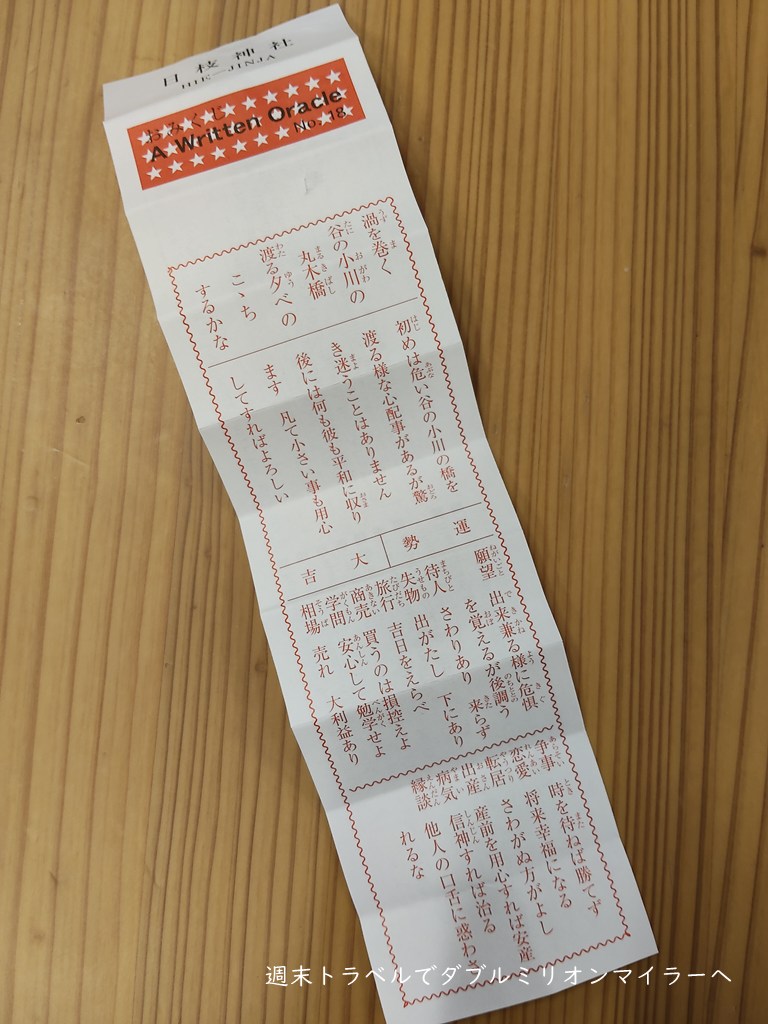 日枝神社
HIE-JINJA
おみくじ
A Written Oracle
No. 18
渦を巻く
谷の小川の
丸木橋
渡る夕べの
こゝち
するかな
初めは危い谷の小川の橋を
渡る様な心配事があるが驚
き迷うことはありません
後には何も彼も平和に収り
ます 凡て小さい事も用心
してすればよろしい
運勢 大吉
願望 出来兼る様に危惧
を覚えるが後調う
待人 さわりあり 来らず
失物 出がたし 下にあり
旅行 吉日をえらべ
商売 買うのは損控えよ
学問 安心して勉学せよ
相場 売れ 大利益あり
争事 時を待ねば勝てず
恋愛 将来幸福になる
転居 さわがぬ方がよし
出産 産前を用心すれば安産
病気 信神すれば治る
縁談 他人の口舌に惑わさ
れるな
週末トラベルでダブルミリオンマイラーへ